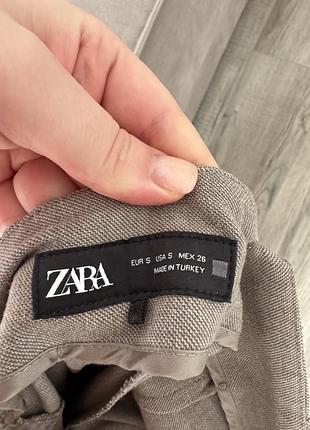 ZARA
EUR S USA S MEX 26
MADE IN TURKEY